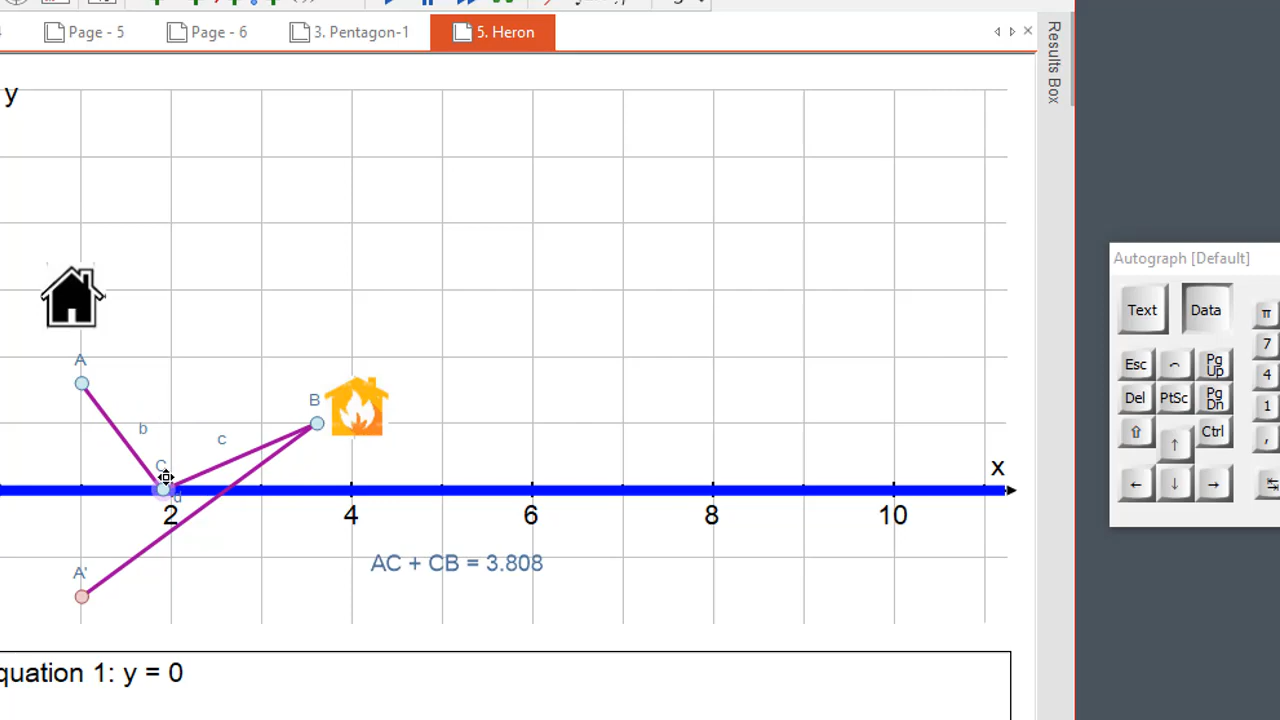 Page - 5
Page - 6
3. Pentagon-1
5. Heron
Results Box
y
A
B
b
c
C
d
x
2
4
6
8
10
AC + CB = 3.808
A'
quation 1: y = 0
Autograph [Default]
Text
Data
π
Esc
Pg Up
7
4
Del
PtSc
Pg Dn
1
Ctrl
,